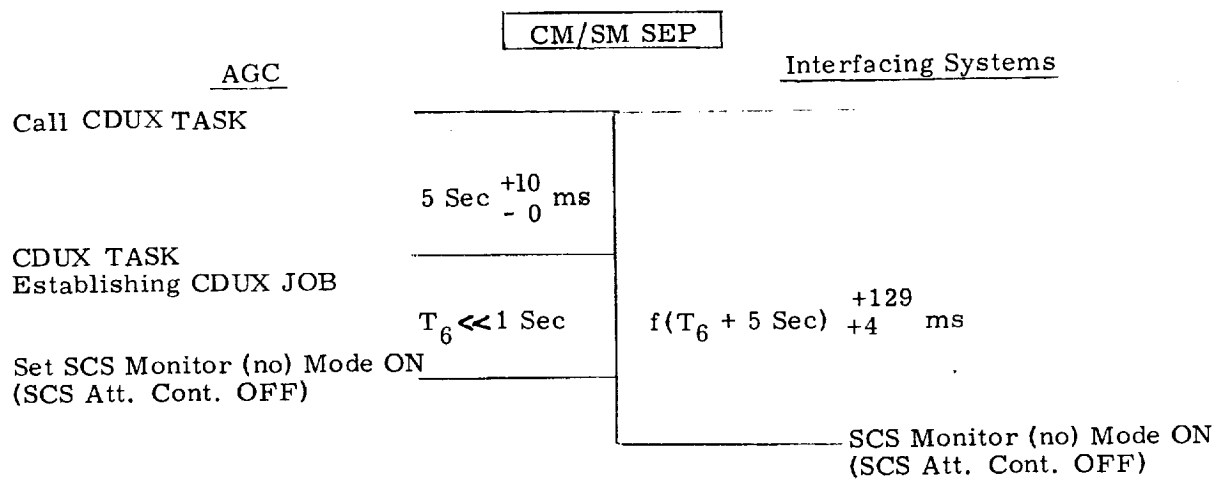 CM/SM SEP
AGC
Interfacing Systems
Call CDUX TASK
5 Sec +10 - 0 ms
CDUX TASK
Establishing CDUX JOB
T6 << 1 Sec
f(T6 + 5 Sec) +129 +4 ms
Set SCS Monitor (no) Mode ON
(SCS Att. Cont. OFF)
SCS Monitor (no) Mode ON
(SCS Att. Cont. OFF)